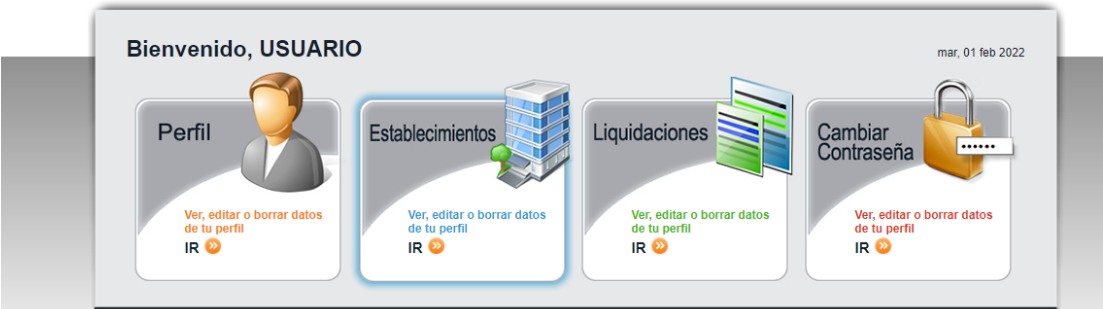 Bienvenido, USUARIO
mar, 01 feb 2022
Perfil
Ver, editar o borrar datos
de tu perfil
IR
Establecimientos
Ver, editar o borrar datos
de tu perfil
IR
Liquidaciones
Ver, editar o borrar datos
de tu perfil
IR
Cambiar
Contraseña
Ver, editar o borrar datos
de tu perfil
IR